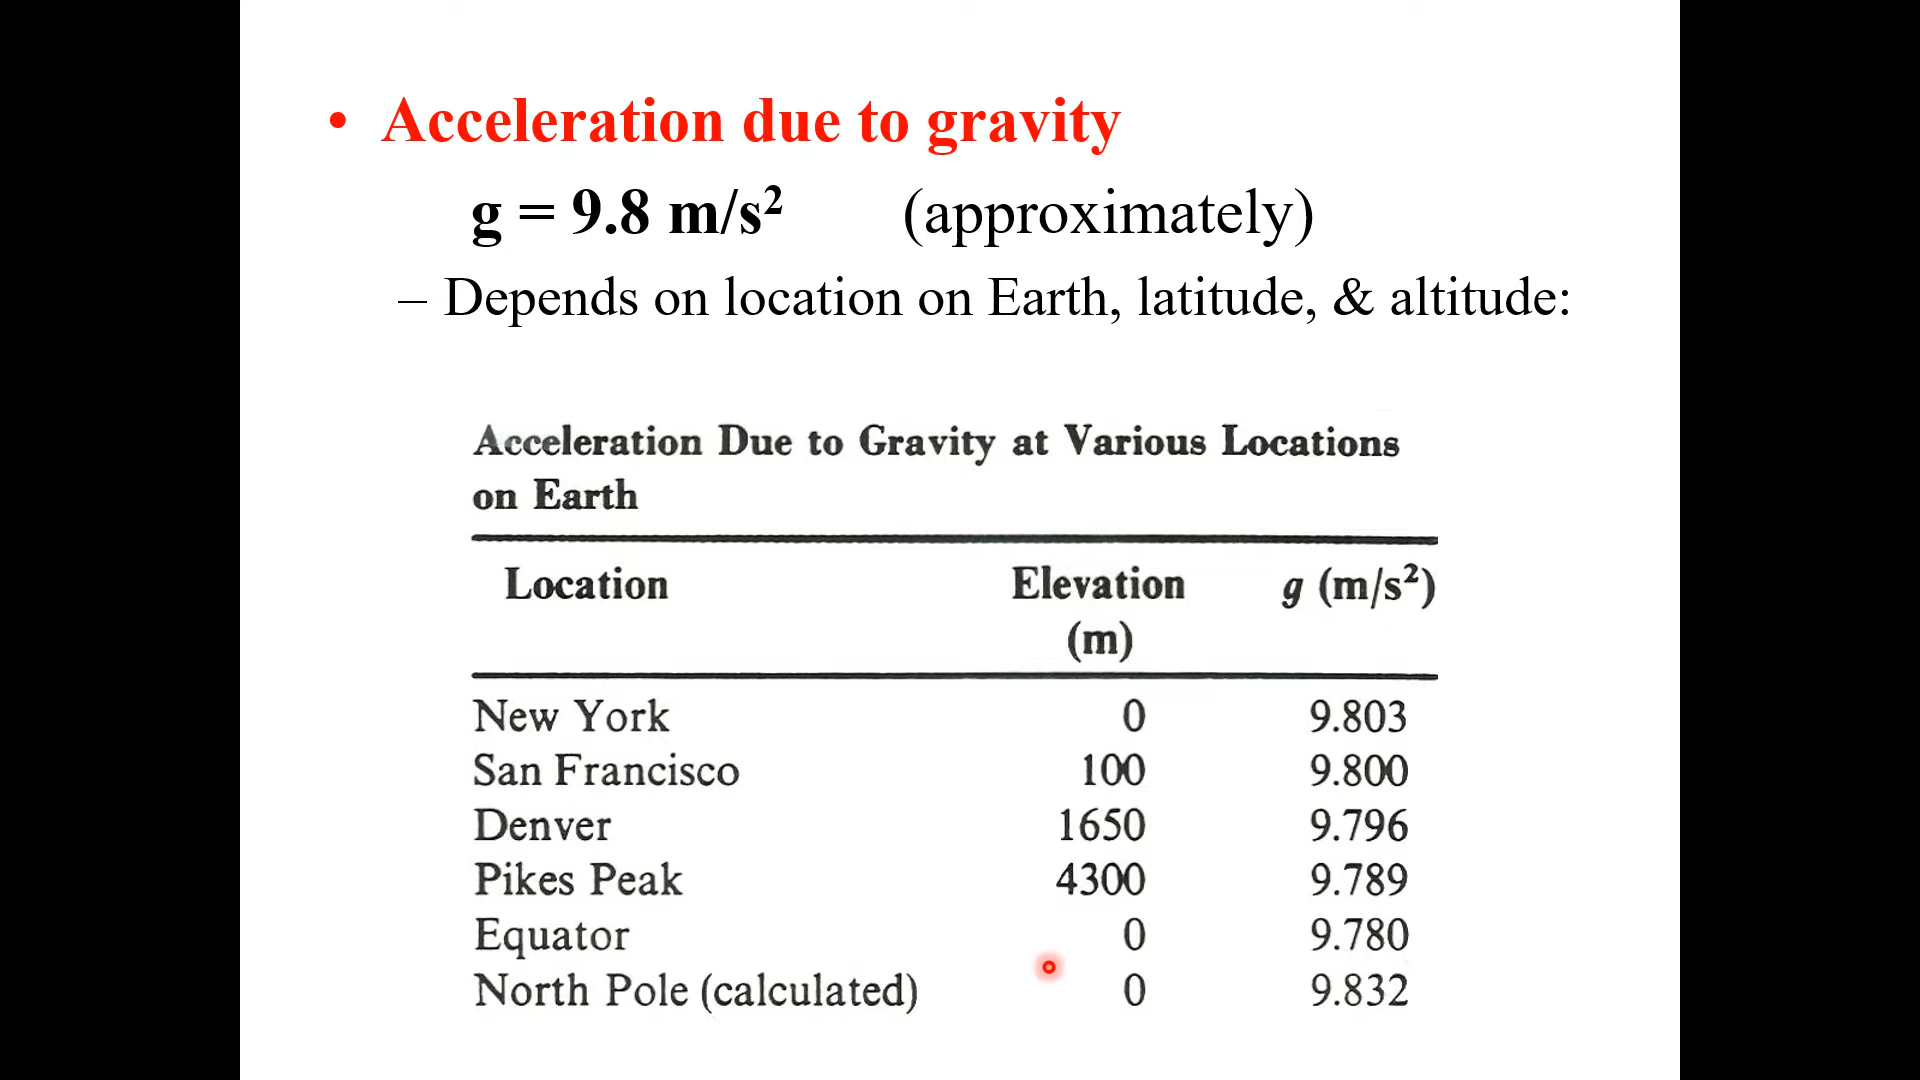 • Acceleration due to gravity
g = 9.8 m/s² (approximately)
– Depends on location on Earth, latitude, & altitude:
Acceleration Due to Gravity at Various Locations
on Earth
Location Elevation g (m/s²)
(m)
New York 0 9.803
San Francisco 100 9.800
Denver 1650 9.796
Pikes Peak 4300 9.789
Equator 0 9.780
North Pole (calculated) 0 9.832